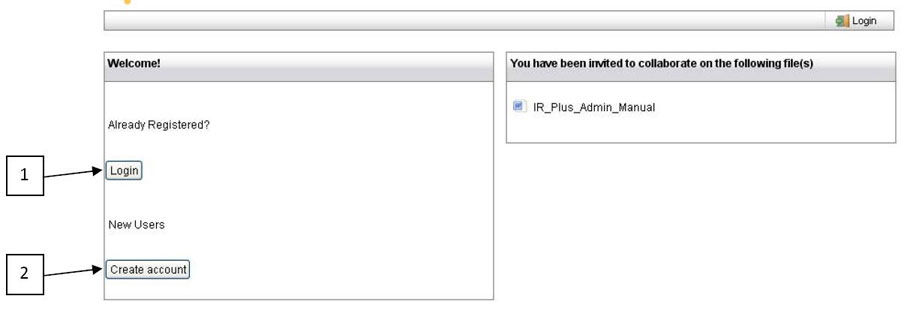 Login
Welcome!
You have been invited to collaborate on the following file(s)
IR_Plus_Admin_Manual
Already Registered?
1
Login
New Users
2
Create account